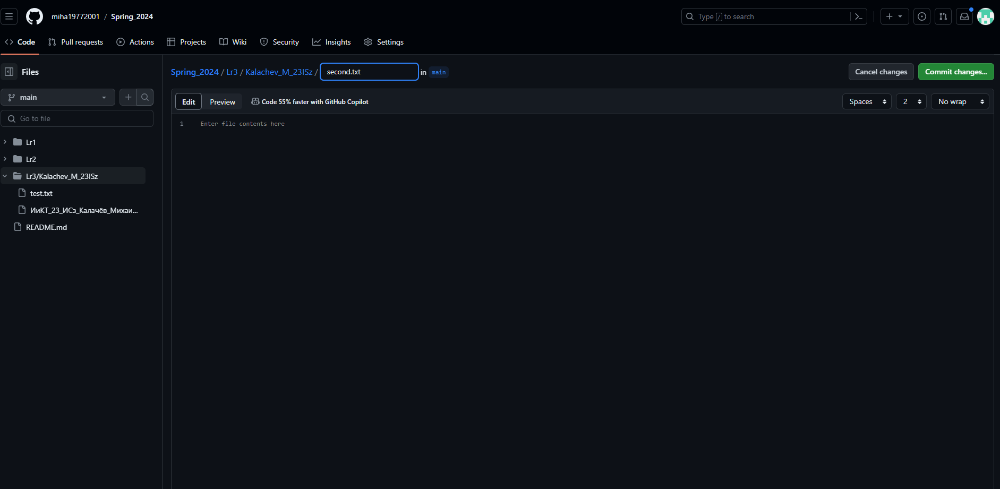 miha19772001 / Spring_2024
Type / to search
Code Pull requests Actions Projects Wiki Security Insights Settings
Files
Spring_2024 / Lr3 / Kalachev_M_23ISz / second.txt in main
Cancel changes Commit changes...
main
Edit Preview Code 55% faster with GitHub Copilot
Spaces 2 No wrap
Go to file
1 Enter file contents here
Lr1
Lr2
Lr3/Kalachev_M_23ISz
test.txt
ИиКТ_23_ИСз_Калачёв_Михаи...
README.md